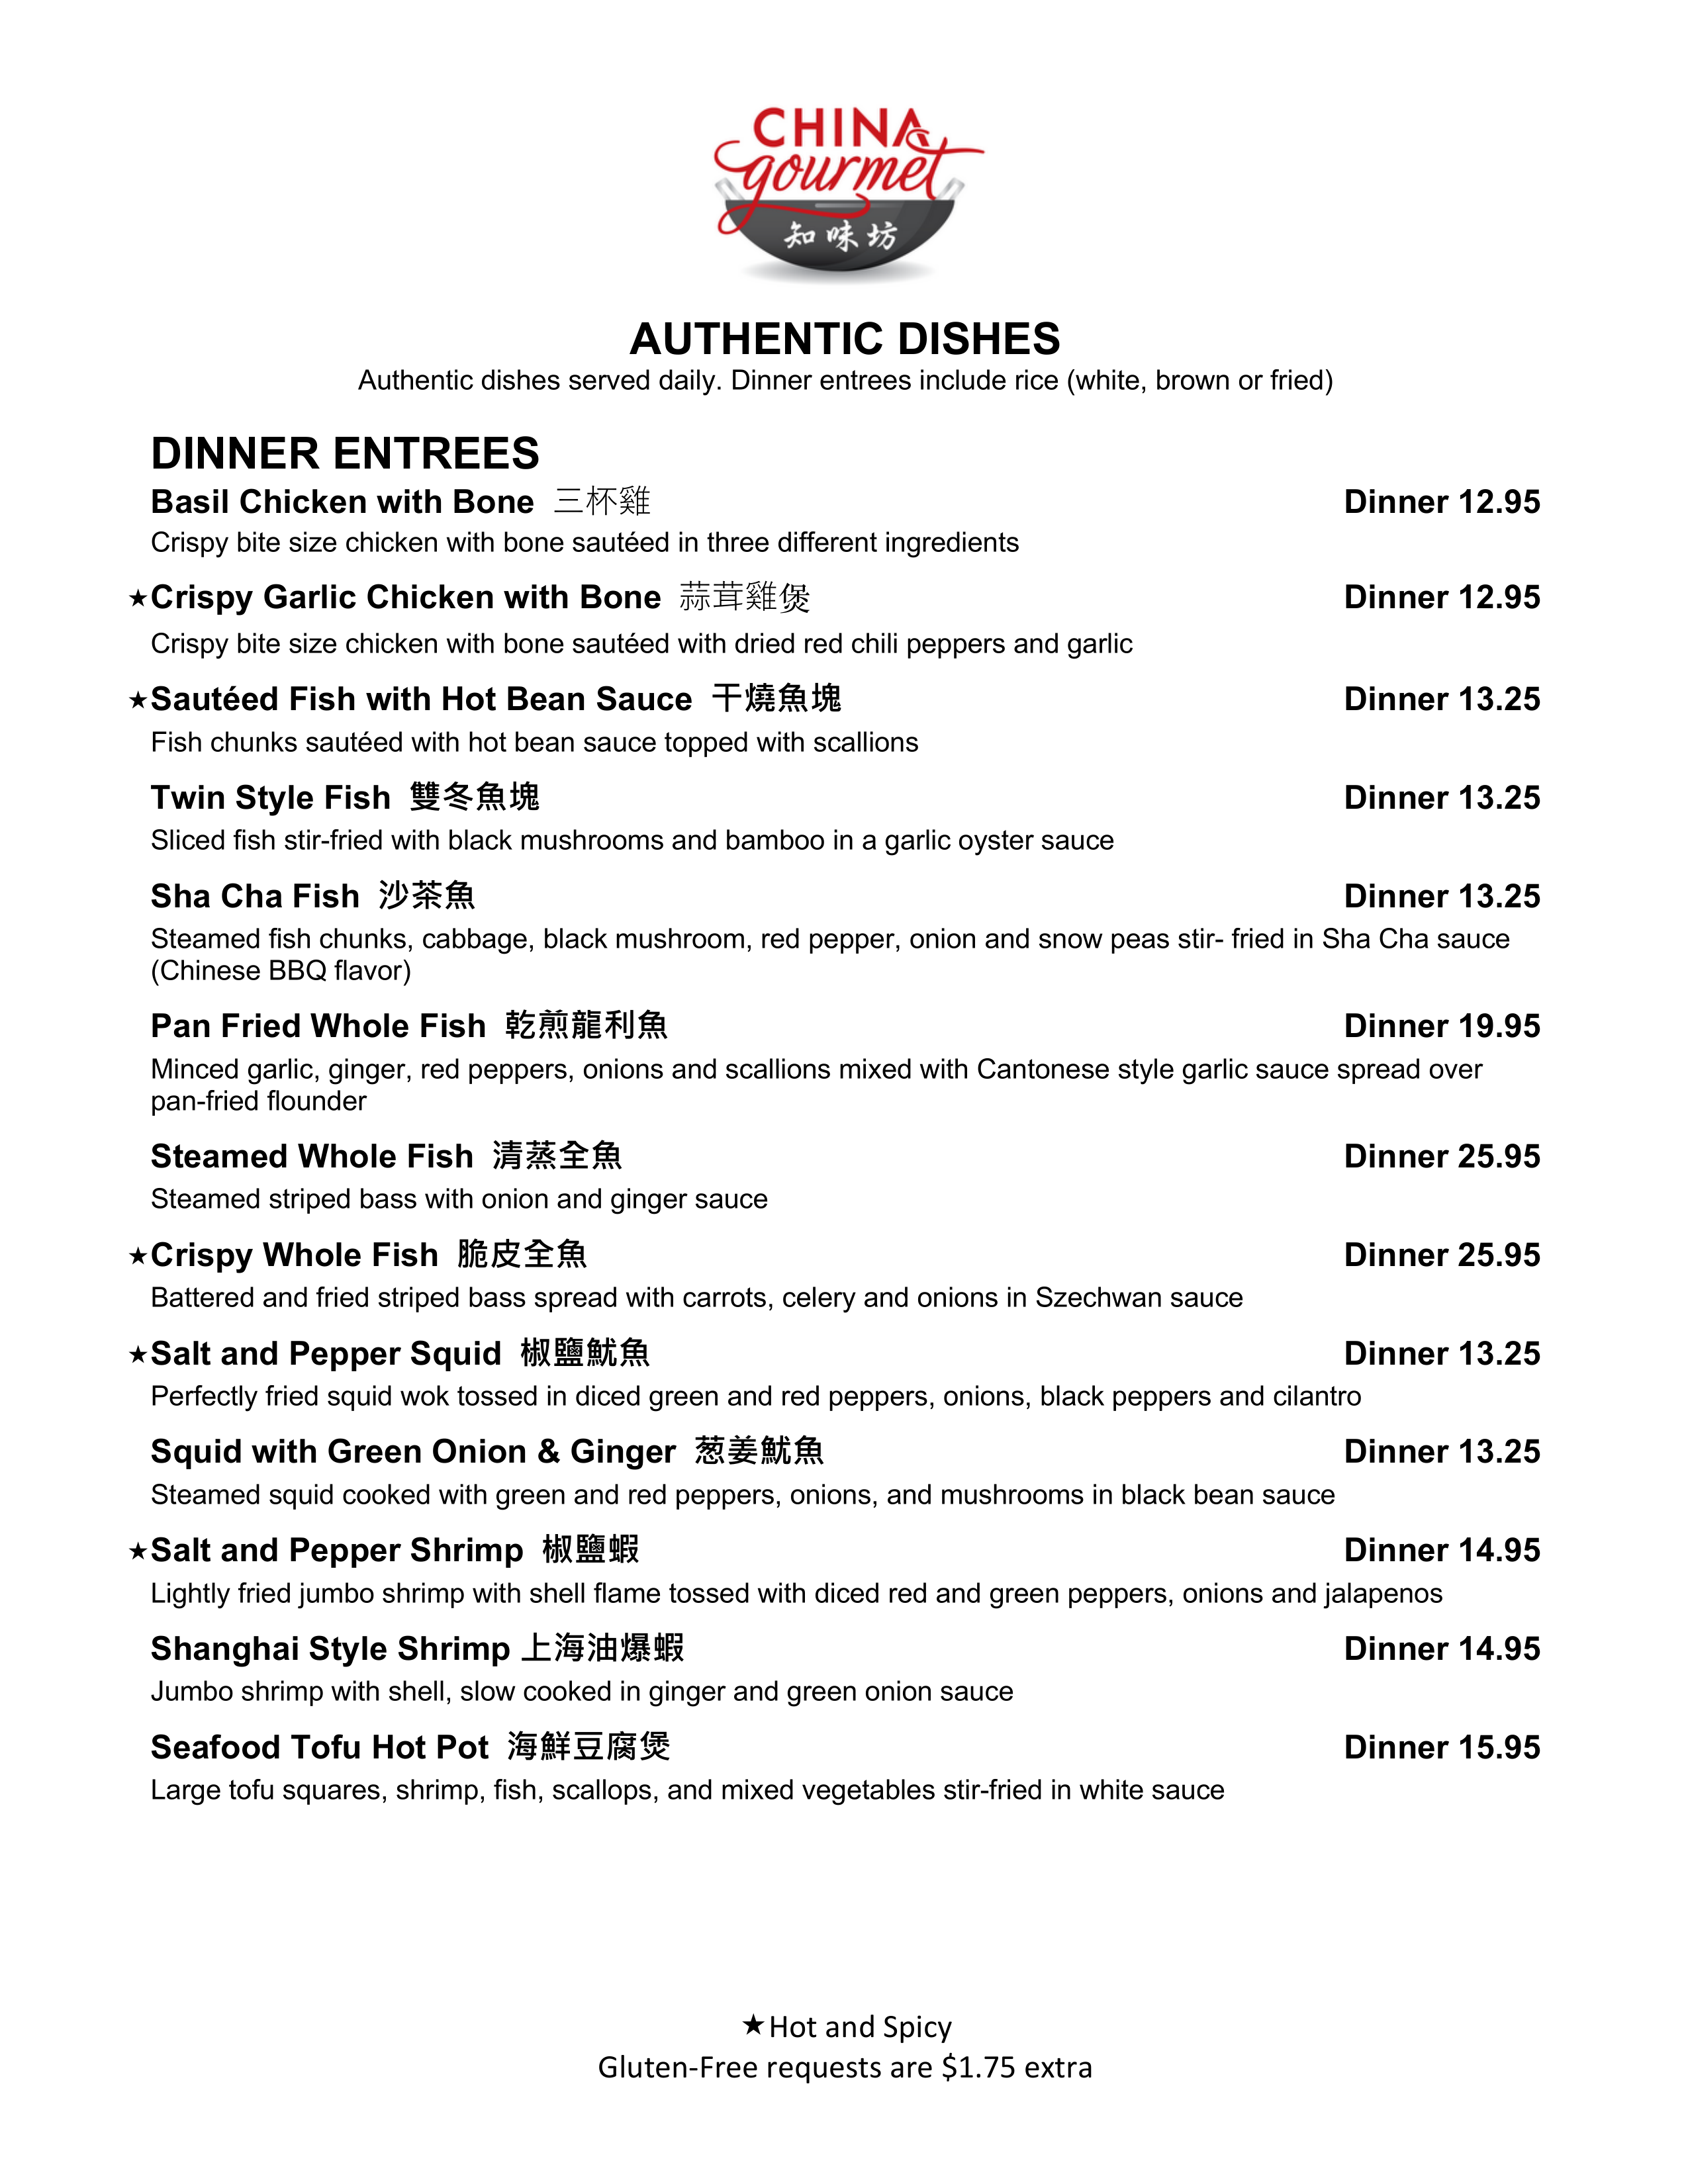 CHINA
gourmet
知味坊
AUTHENTIC DISHES
Authentic dishes served daily. Dinner entrees include rice (white, brown or fried)
DINNER ENTREES
Basil Chicken with Bone 三杯雞 Dinner 12.95
Crispy bite size chicken with bone sautéed in three different ingredients
★Crispy Garlic Chicken with Bone 蒜茸雞煲 Dinner 12.95
Crispy bite size chicken with bone sautéed with dried red chili peppers and garlic
★Sautéed Fish with Hot Bean Sauce 干燒魚塊 Dinner 13.25
Fish chunks sautéed with hot bean sauce topped with scallions
Twin Style Fish 雙冬魚塊 Dinner 13.25
Sliced fish stir-fried with black mushrooms and bamboo in a garlic oyster sauce
Sha Cha Fish 沙茶魚 Dinner 13.25
Steamed fish chunks, cabbage, black mushroom, red pepper, onion and snow peas stir- fried in Sha Cha sauce
(Chinese BBQ flavor)
Pan Fried Whole Fish 乾煎龍利魚 Dinner 19.95
Minced garlic, ginger, red peppers, onions and scallions mixed with Cantonese style garlic sauce spread over
pan-fried flounder
Steamed Whole Fish 清蒸全魚 Dinner 25.95
Steamed striped bass with onion and ginger sauce
★Crispy Whole Fish 脆皮全魚 Dinner 25.95
Battered and fried striped bass spread with carrots, celery and onions in Szechwan sauce
★Salt and Pepper Squid 椒鹽魷魚 Dinner 13.25
Perfectly fried squid wok tossed in diced green and red peppers, onions, black peppers and cilantro
Squid with Green Onion & Ginger 葱姜魷魚 Dinner 13.25
Steamed squid cooked with green and red peppers, onions, and mushrooms in black bean sauce
★Salt and Pepper Shrimp 椒鹽蝦 Dinner 14.95
Lightly fried jumbo shrimp with shell flame tossed with diced red and green peppers, onions and jalapenos
Shanghai Style Shrimp 上海油爆蝦 Dinner 14.95
Jumbo shrimp with shell, slow cooked in ginger and green onion sauce
Seafood Tofu Hot Pot 海鮮豆腐煲 Dinner 15.95
Large tofu squares, shrimp, fish, scallops, and mixed vegetables stir-fried in white sauce
★Hot and Spicy
Gluten-Free requests are $1.75 extra